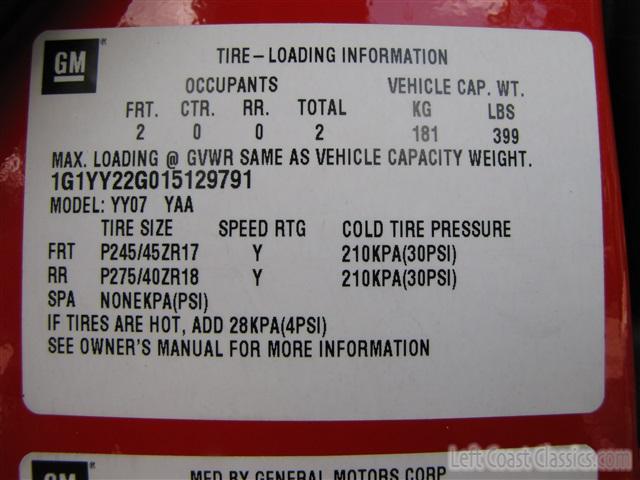 GM
TIRE-LOADING INFORMATION
OCCUPANTS VEHICLE CAP. WT.
FRT. CTR. RR. TOTAL KG LBS
2 0 0 2 181 399
MAX. LOADING @ GVWR SAME AS VEHICLE CAPACITY WEIGHT.
1G1YY22G015129791
MODEL: YY07 YAA
TIRE SIZE SPEED RTG COLD TIRE PRESSURE
FRT P245/45ZR17 Y 210KPA(30PSI)
RR P275/40ZR18 Y 210KPA(30PSI)
SPA NONEKPA(PSI)
IF TIRES ARE HOT, ADD 28KPA(4PSI)
SEE OWNER'S MANUAL FOR MORE INFORMATION
GM
MFD BY GENERAL MOTORS CORP
Left Coast Classics.com